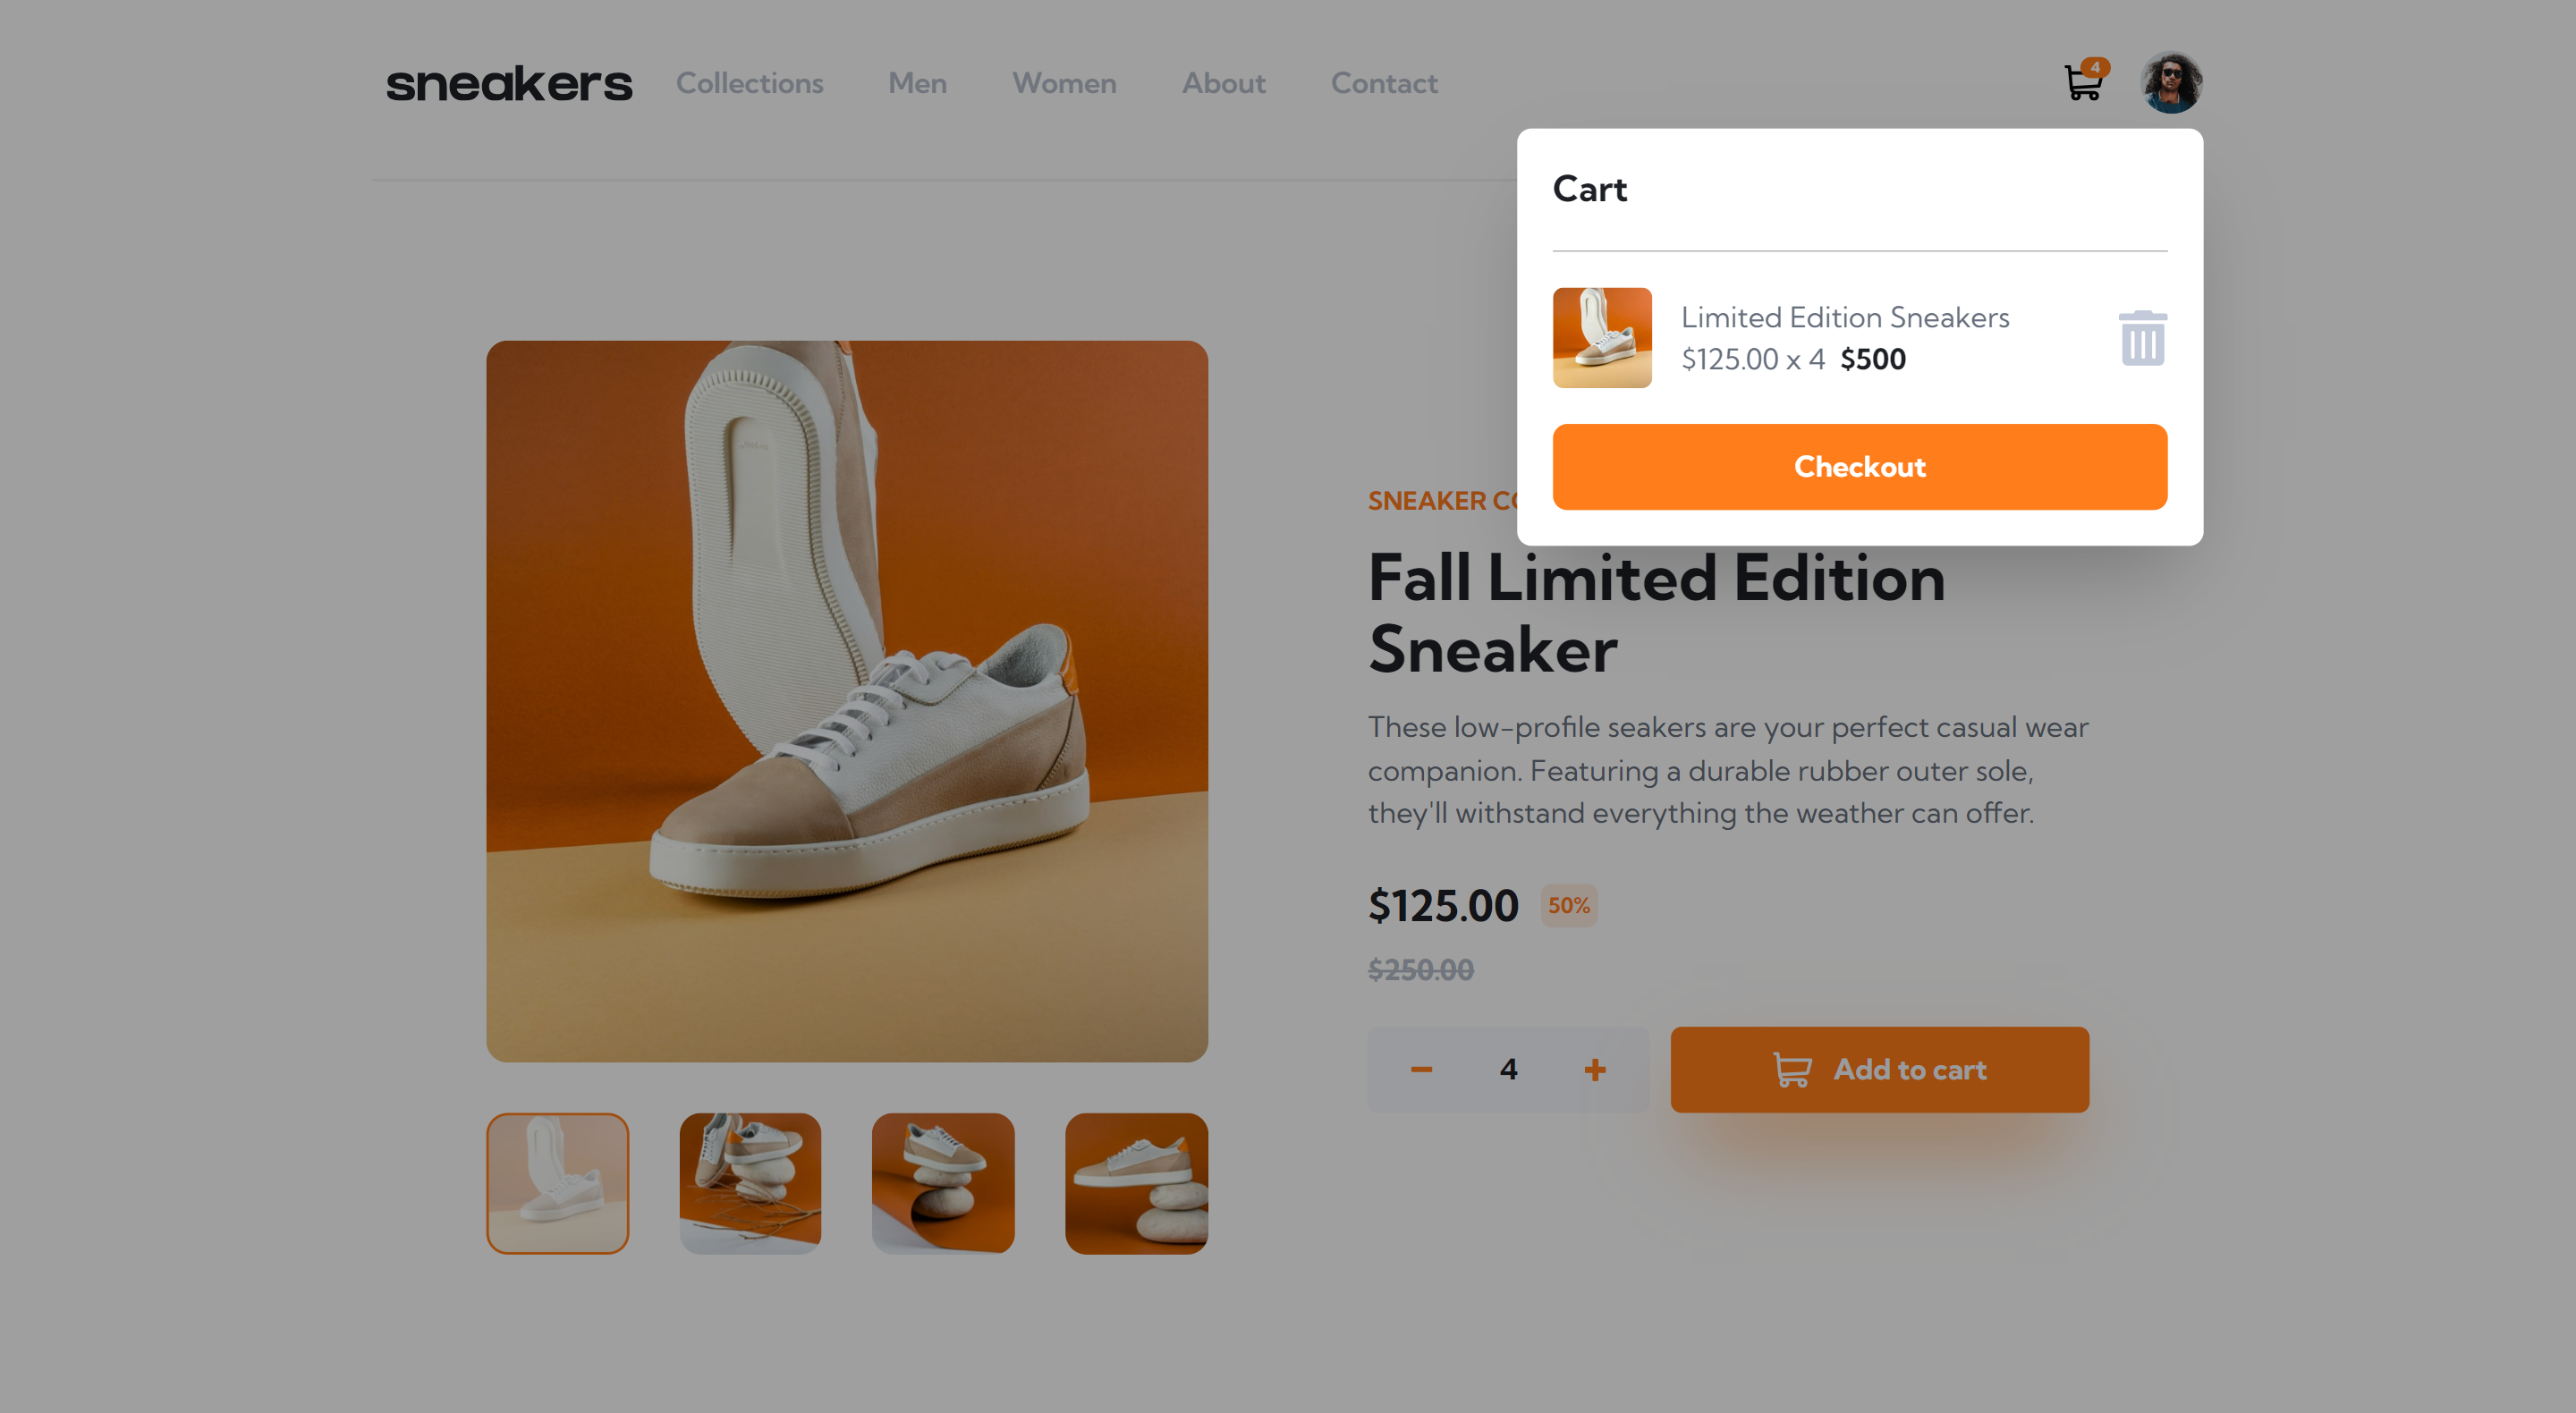 sneakers
Collections
Men
Women
About
Contact
4
Cart
Limited Edition Sneakers
$125.00 x 4 $500
Checkout
SNEAKER
Fall Limited Edition
Sneaker
These low-profile seakers are your perfect casual wear
companion. Featuring a durable rubber outer sole,
they'll withstand everything the weather can offer.
$125.00
50%
$250.00
4
Add to cart